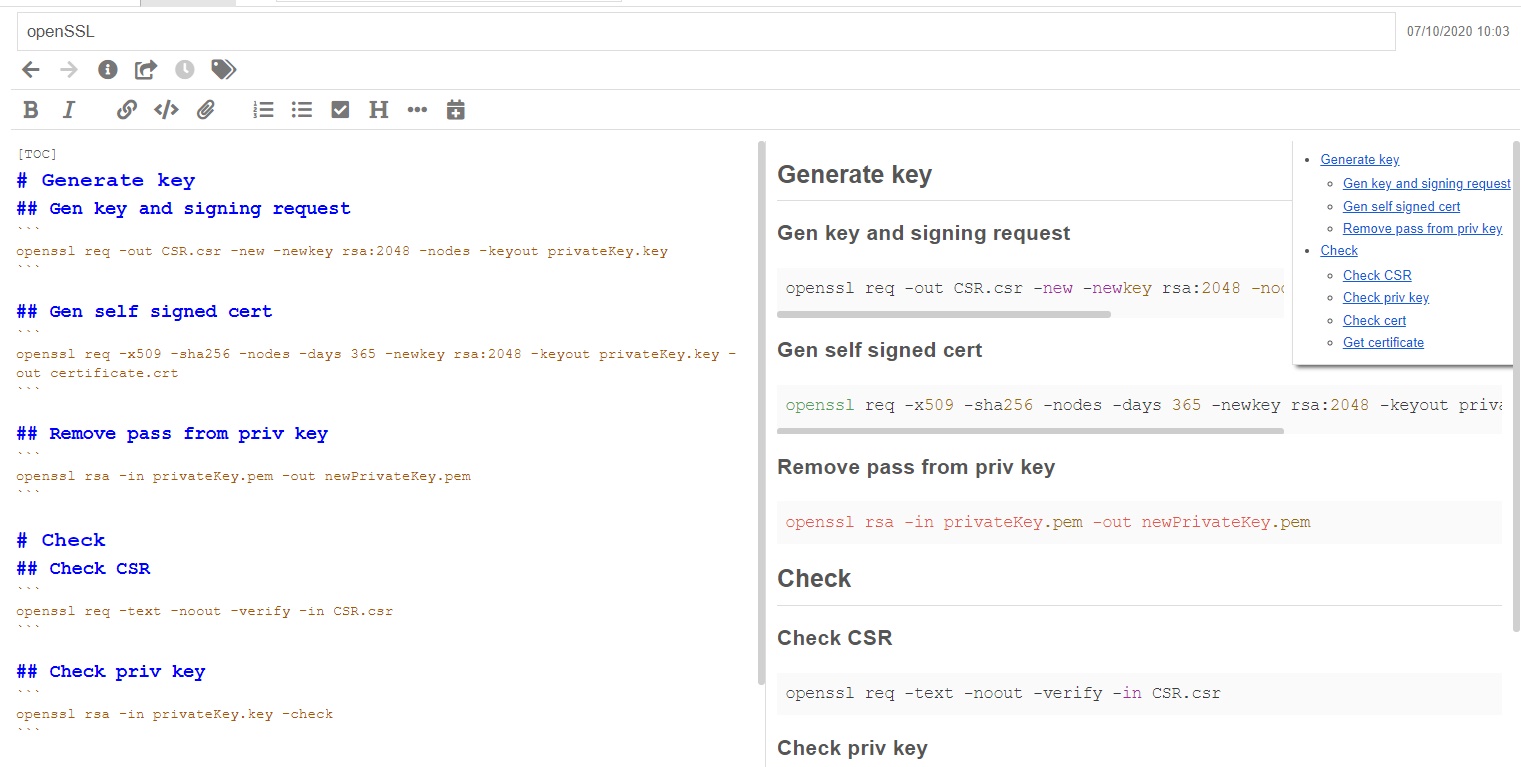 openSSL
07/10/2020 10:03
[TOC]
# Generate key
## Gen key and signing request
```
openssl req -out CSR.csr -new -newkey rsa:2048 -nodes -keyout privateKey.key
```
## Gen self signed cert
```
openssl req -x509 -sha256 -nodes -days 365 -newkey rsa:2048 -keyout privateKey.key -
out certificate.crt
```
## Remove pass from priv key
```
openssl rsa -in privateKey.pem -out newPrivateKey.pem
```
# Check
## Check CSR
```
openssl req -text -noout -verify -in CSR.csr
```
## Check priv key
```
openssl rsa -in privateKey.key -check
```
Generate key
Gen key and signing request
openssl req -out CSR.csr -new -newkey rsa:2048 -noc
Gen self signed cert
openssl req -x509 -sha256 -nodes -days 365 -newkey rsa:2048 -keyout priva
Remove pass from priv key
openssl rsa -in privateKey.pem -out newPrivateKey.pem
Check
Check CSR
openssl req -text -noout -verify -in CSR.csr
Check priv key
Generate key
Gen key and signing request
Gen self signed cert
Remove pass from priv key
Check
Check CSR
Check priv key
Check cert
Get certificate